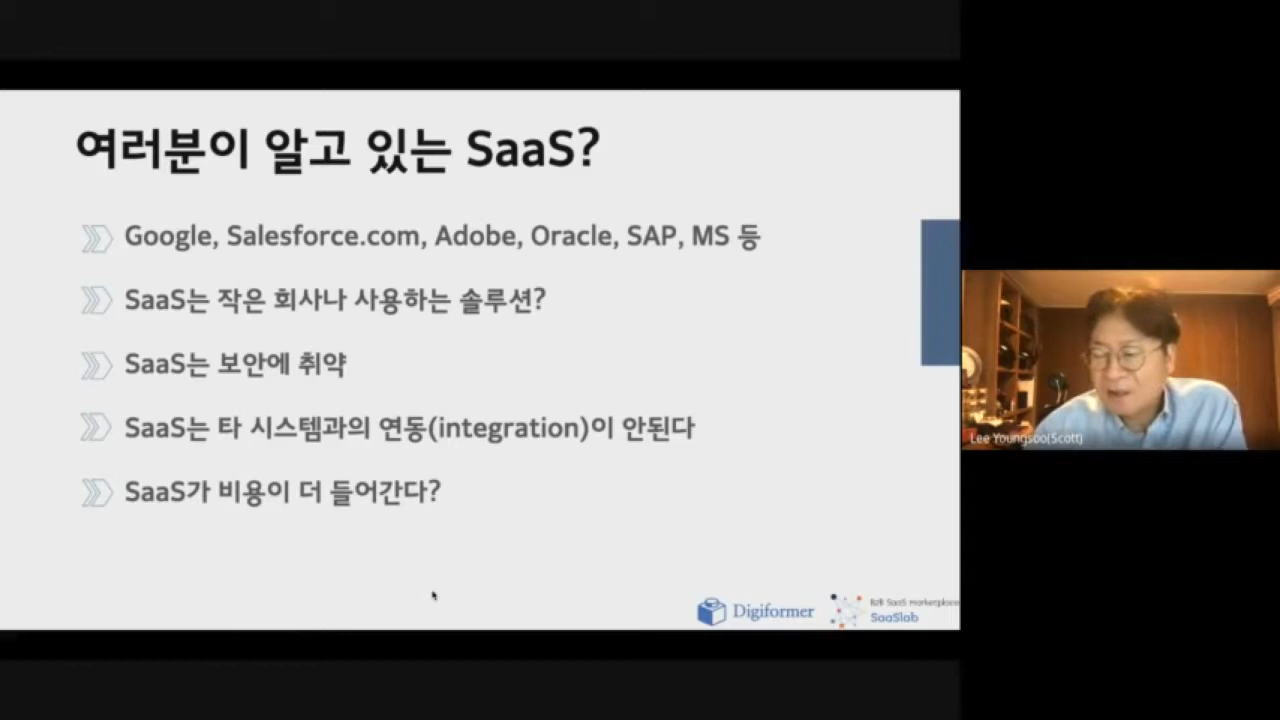 여러분이 알고 있는 SaaS?
Google, Salesforce.com, Adobe, Oracle, SAP, MS 등
SaaS는 작은 회사나 사용하는 솔루션?
SaaS는 보안에 취약
SaaS는 타 시스템과의 연동(integration)이 안된다
SaaS가 비용이 더 들어간다?
Digiformer
B2B SaaS marketplace
SaaSlab
Lee Youngsoo(Scott)